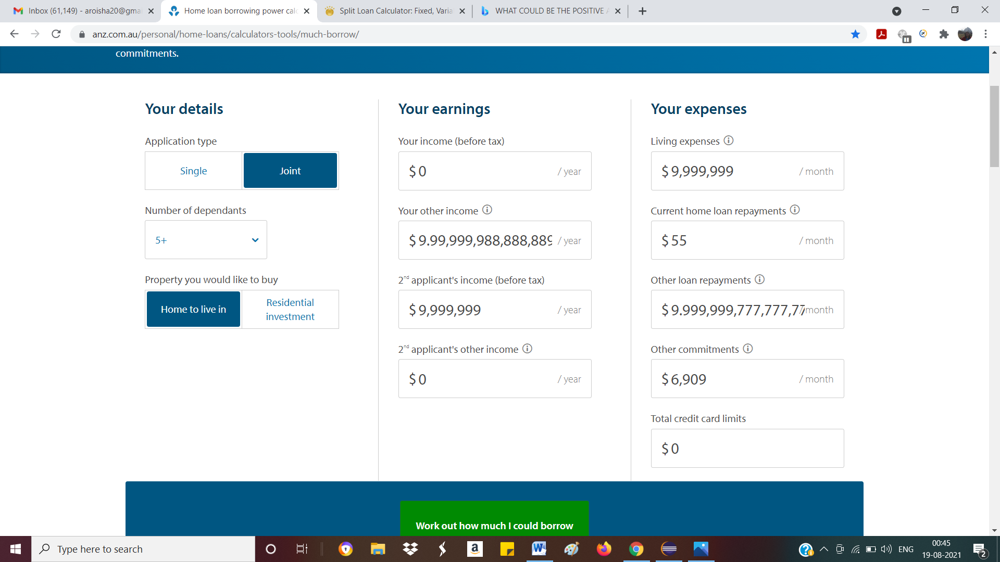 Inbox (61,149) - aroisha20@gmai
Home loan borrowing power calc
Split Loan Calculator: Fixed, Varia
WHAT COULD BE THE POSITIVE A
anz.com.au/personal/home-loans/calculators-tools/much-borrow/
commitments.
Your details
Application type
Single
Joint
Number of dependants
5+
Property you would like to buy
Home to live in
Residential
investment
Your earnings
Your income (before tax)
$ 0 / year
Your other income
$ 9.99,999,988,888,889 / year
2nd applicant's income (before tax)
$ 9,999,999 / year
2nd applicant's other income
$ 0 / year
Your expenses
Living expenses
$ 9,999,999 / month
Current home loan repayments
$ 55 / month
Other loan repayments
$ 9.999,999,777,777,77 /month
Other commitments
$ 6,909 / month
Total credit card limits
$ 0
Work out how much I could borrow
Type here to search
ENG
00:45
19-08-2021
2